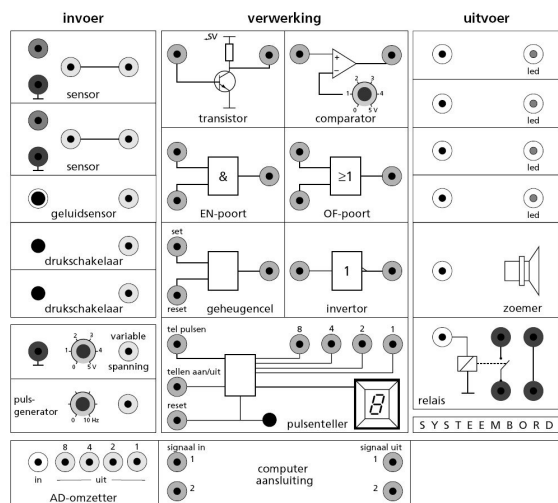 invoer
sensor
sensor
geluidsensor
drukschakelaar
drukschakelaar
0 1 2 3 4 5 V
variable
spanning
puls-
generator
0 10 Hz
8 4 2 1
in uit
AD-omzetter
verwerking
5V
transistor
+
−
0 1 2 3 4 5 V
comparator
&
EN-poort
≥1
OF-poort
set
reset
geheugencel
1
invertor
tel pulsen
8 4 2 1
tellen aan/uit
reset
8
pulsenteller
signaal in
1
2
computer
aansluiting
signaal uit
1
2
uitvoer
led
led
led
led
zoemer
relais
S Y S T E E M B O R D